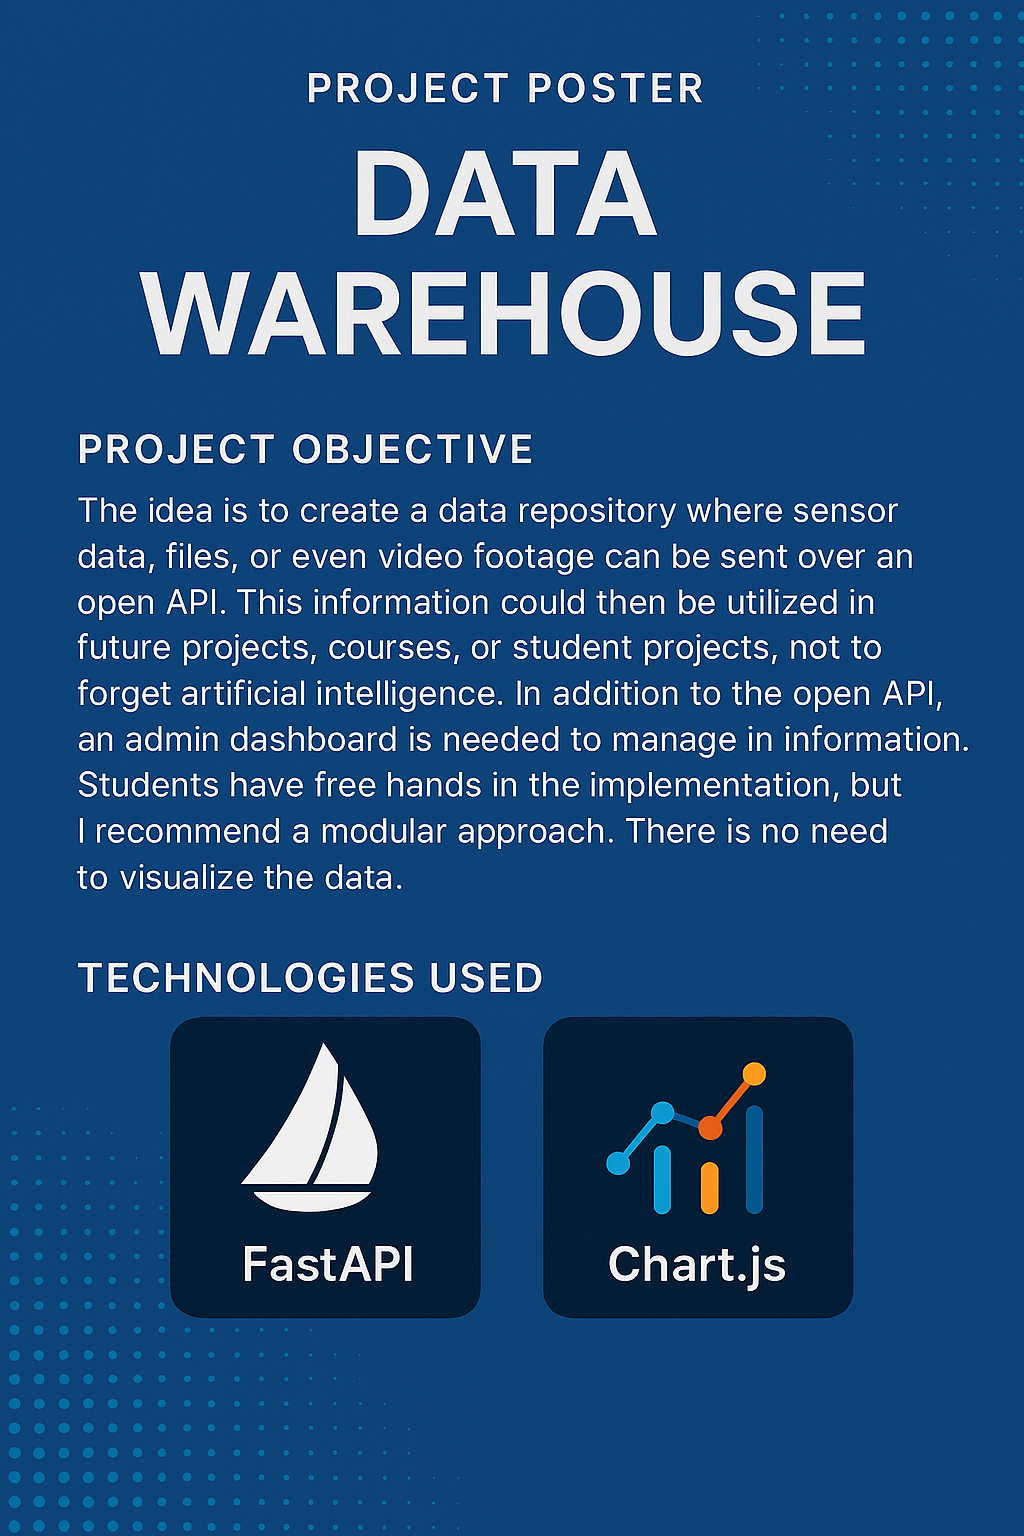 PROJECT POSTER
DATA
WAREHOUSE
PROJECT OBJECTIVE
The idea is to create a data repository where sensor
data, files, or even video footage can be sent over an
open API. This information could then be utilized in
future projects, courses, or student projects, not to
forget artificial intelligence. In addition to the open API,
an admin dashboard is needed to manage in information.
Students have free hands in the implementation, but
I recommend a modular approach. There is no need
to visualize the data.
TECHNOLOGIES USED
FastAPI
Chart.js